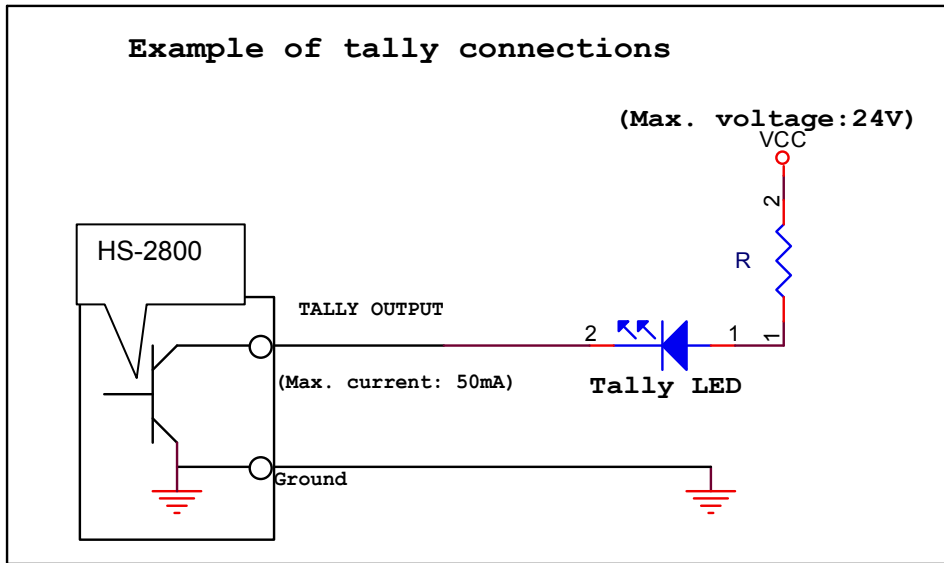 Example of tally connections
(Max. voltage:24V)
VCC
2
HS-2800
R
TALLY OUTPUT
2
1
1
(Max. current: 50mA)
Tally LED
Ground